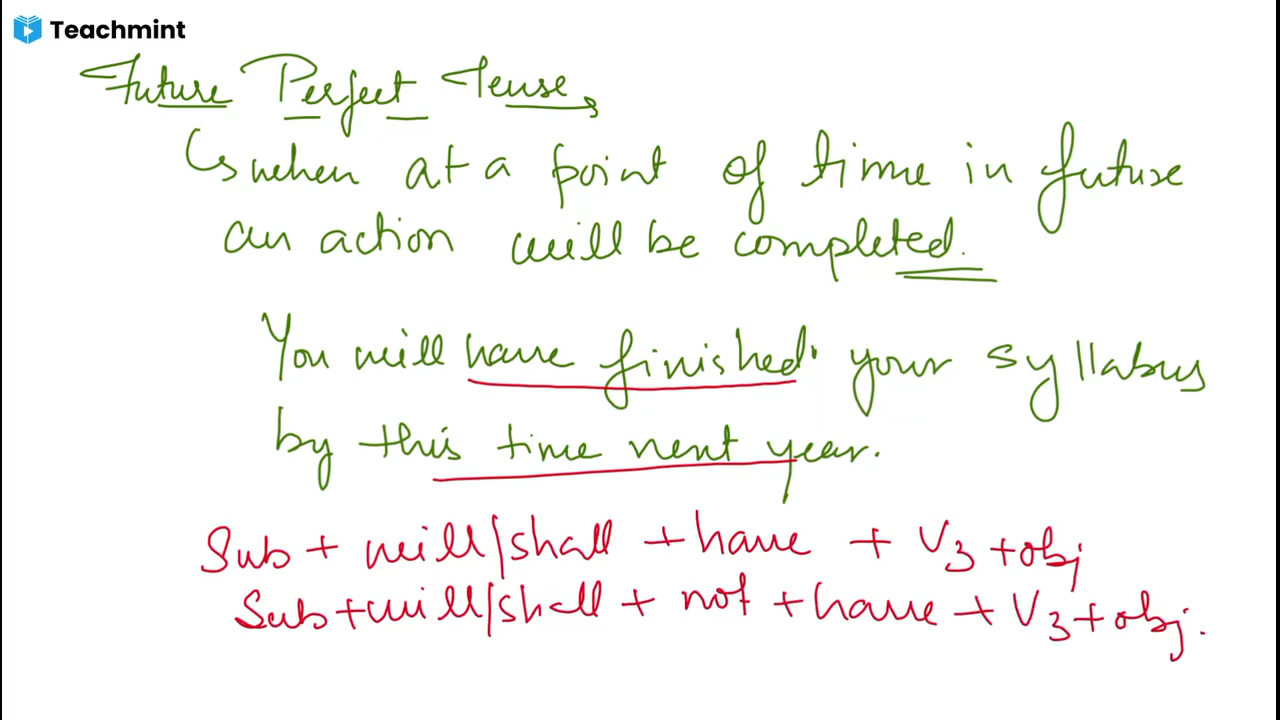 Teachmint
Future Perfect Tense
when at a point of time in future
an action will be completed.
You will have finished your syllabus
by this time next year.
Sub + will/shall + have + V3 + obj
Sub + will/shall + not + have + V3 + obj.